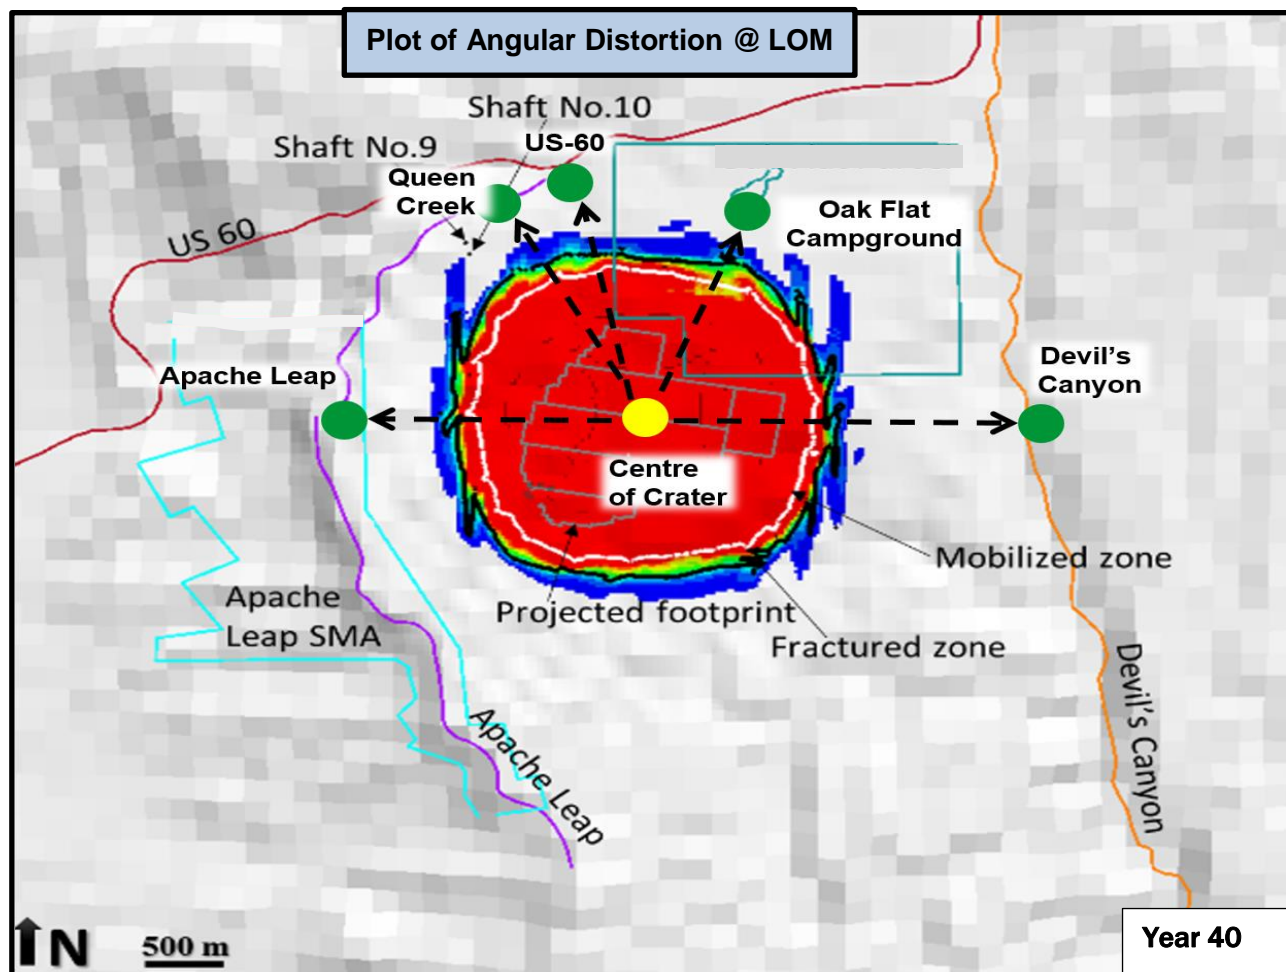 Plot of Angular Distortion @ LOM
Shaft No.10
US-60
Shaft No.9
Queen
Creek
US 60
Oak Flat
Campground
Apache Leap
Devil's
Canyon
Centre
of Crater
Mobilized zone
Projected footprint
Fractured zone
Apache
Leap SMA
Apache Leap
Devil's Canyon
N
500 m
Year 40